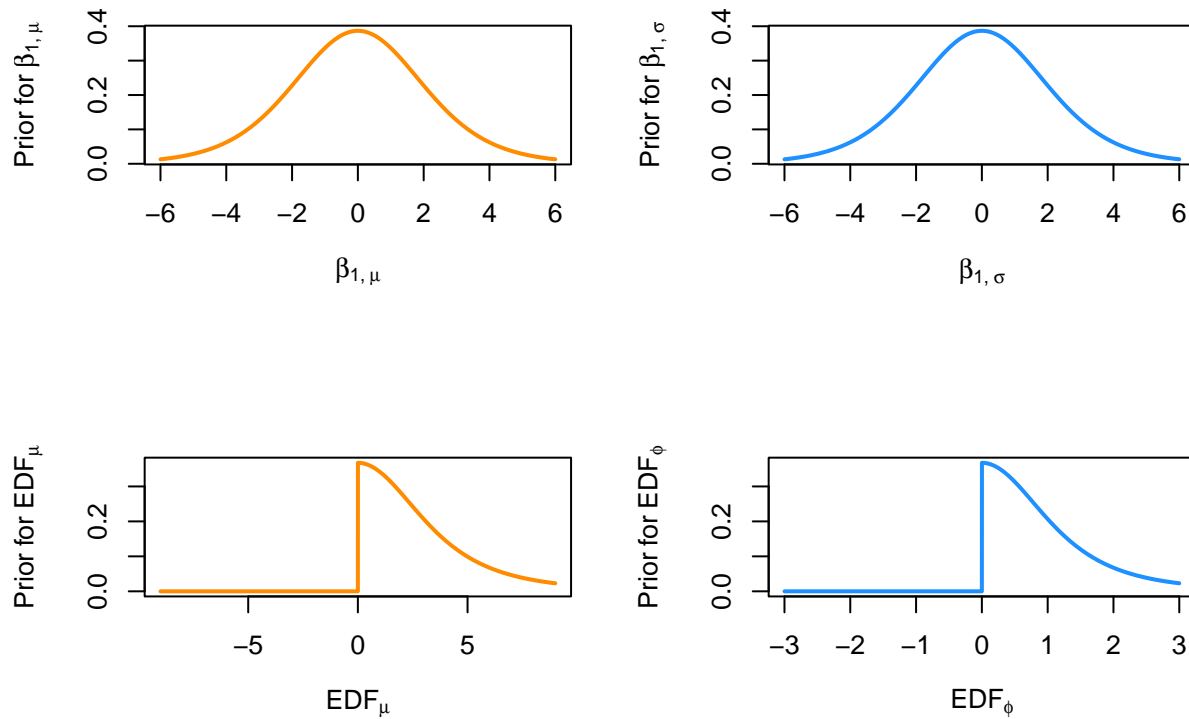 Prior for β1, μ
0.0 0.2 0.4
−6 −4 −2 0 2 4 6
β1, μ
Prior for β1, σ
0.0 0.2 0.4
−6 −4 −2 0 2 4 6
β1, σ
Prior for EDFμ
0.0 0.2
−5 0 5
EDFμ
Prior for EDFϕ
0.0 0.2
−3 −2 −1 0 1 2 3
EDFϕ